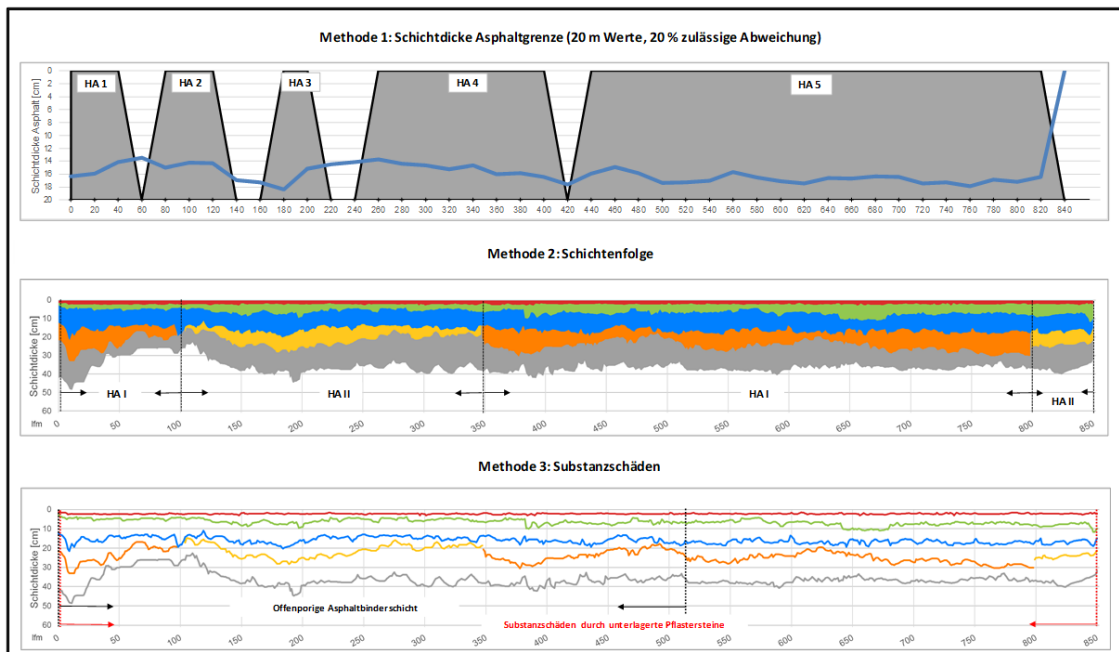 Methode 1: Schichtdicke Asphaltgrenze (20 m Werte, 20 % zulässige Abweichung)
Schichtdicke Asphalt [cm]
0
2
4
6
8
10
12
14
16
18
20
HA 1
HA 2
HA 3
HA 4
HA 5
0 20 40 60 80 100 120 140 160 180 200 220 240 260 280 300 320 340 360 380 400 420 440 460 480 500 520 540 560 580 600 620 640 660 680 700 720 740 760 780 800 820 840
Methode 2: Schichtenfolge
Schichtdicke [cm]
0
10
20
30
40
50
60
HA I
HA II
HA I
HA II
lfm 0 50 100 150 200 250 300 350 400 450 500 550 600 650 700 750 800 850
Methode 3: Substanzschäden
Schichtdicke [cm]
0
10
20
30
40
50
60
Offenporige Asphaltbinderschicht
Substanzschäden durch unterlagerte Pflastersteine
lfm 0 50 100 150 200 250 300 350 400 450 500 550 600 650 700 750 800 850